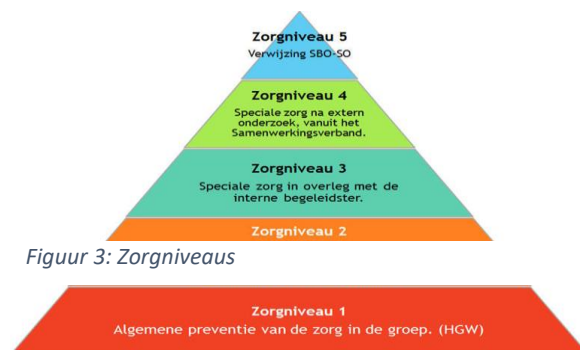 Zorgniveau 5
Verwijzing SBO-SO
Zorgniveau 4
Speciale zorg na extern
onderzoek, vanuit het
Samenwerkingsverband.
Zorgniveau 3
Speciale zorg in overleg met de
interne begeleidster.
Zorgniveau 2
Figuur 3: Zorgniveaus
Zorgniveau 1
Algemene preventie van de zorg in de groep. (HGW)